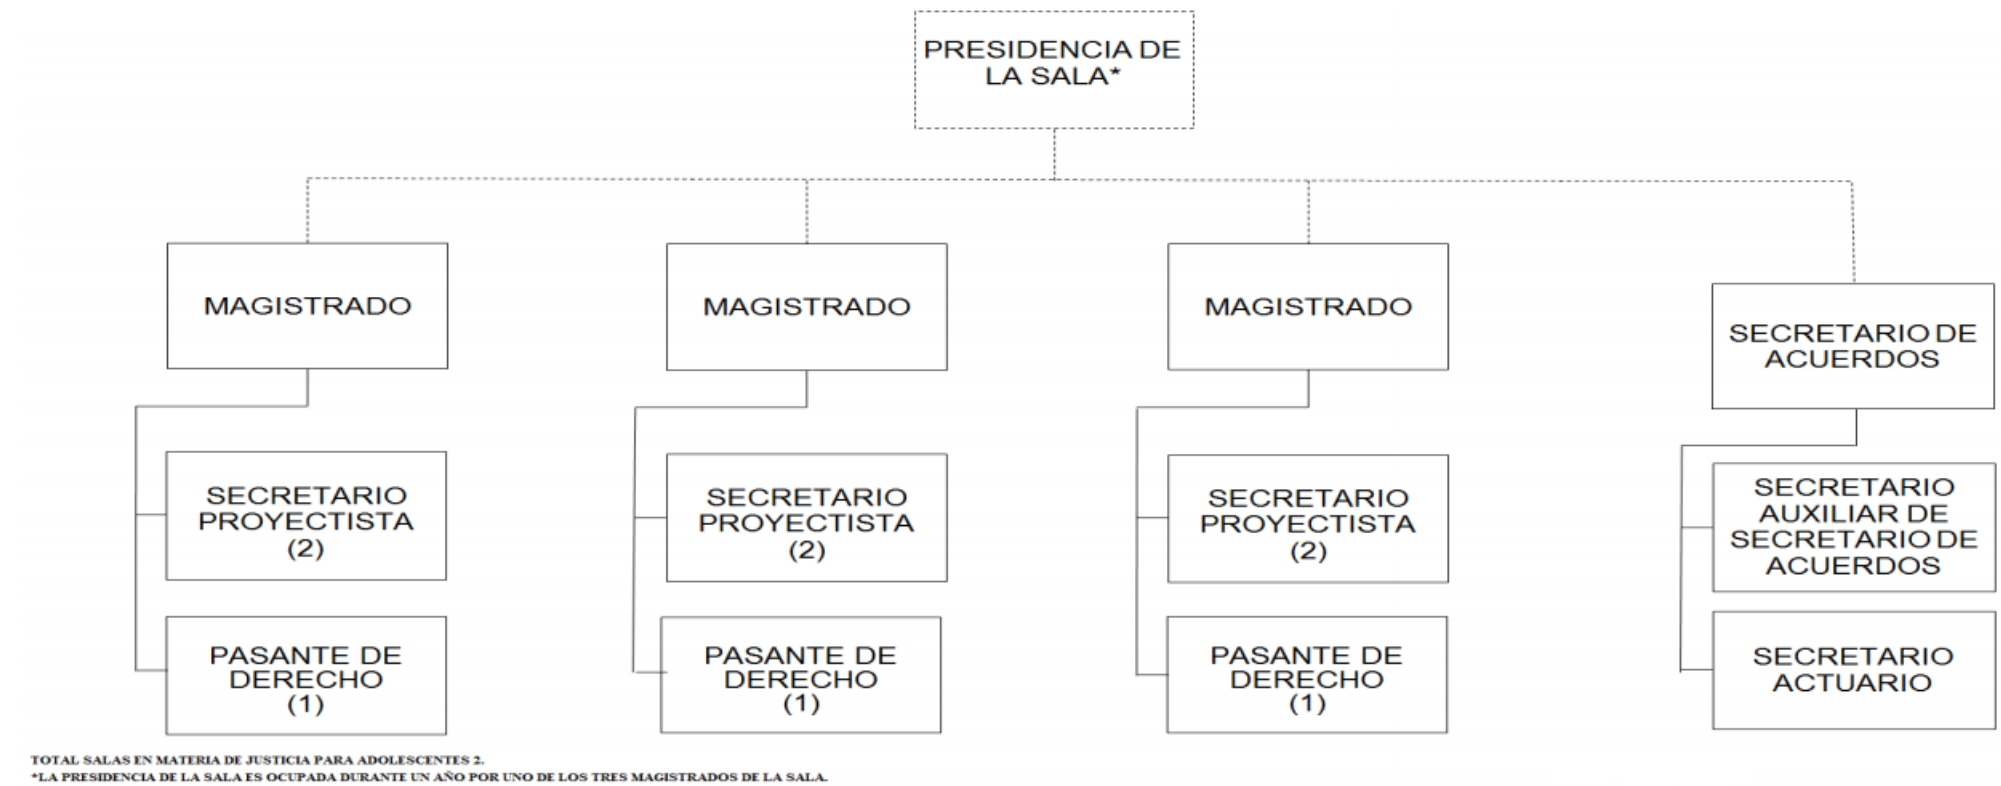 PRESIDENCIA DE
LA SALA*
MAGISTRADO
MAGISTRADO
MAGISTRADO
SECRETARIO DE
ACUERDOS
SECRETARIO
PROYECTISTA
(2)
SECRETARIO
PROYECTISTA
(2)
SECRETARIO
PROYECTISTA
(2)
SECRETARIO
AUXILIAR DE
SECRETARIO DE
ACUERDOS
PASANTE DE
DERECHO
(1)
PASANTE DE
DERECHO
(1)
PASANTE DE
DERECHO
(1)
SECRETARIO
ACTUARIO
TOTAL SALAS EN MATERIA DE JUSTICIA PARA ADOLESCENTES 2.
*LA PRESIDENCIA DE LA SALA ES OCUPADA DURANTE UN AÑO POR UNO DE LOS TRES MAGISTRADOS DE LA SALA.